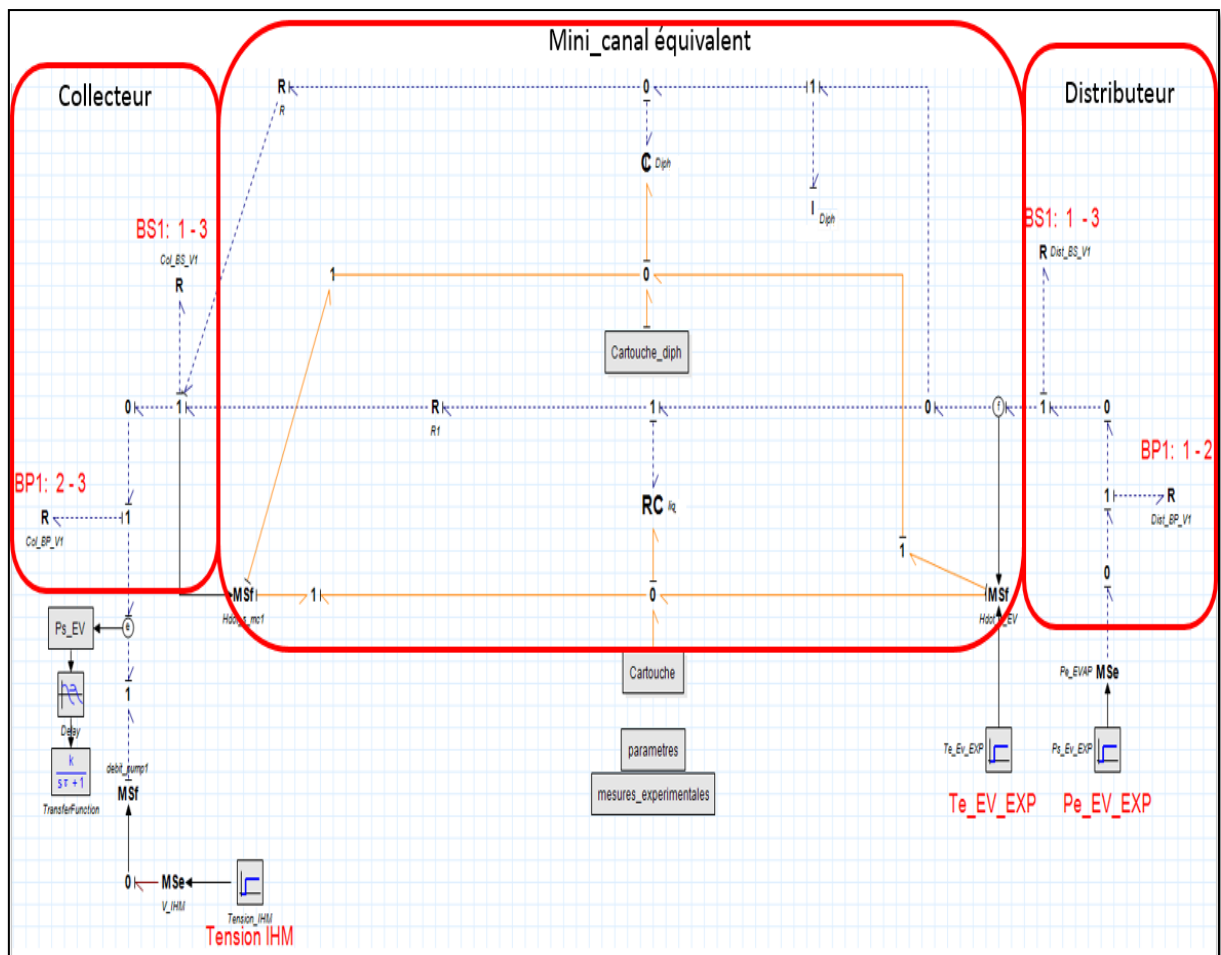 Mini_canal équivalent
Collecteur
Distributeur
R
R
0
1
C Diph
I
Diph
BS1: 1 - 3
Col_BS_V1
R
BS1: 1 - 3
R Dist_BS_V1
1
0
Cartouche_diph
0
1
R
R1
1
0
f
1
0
BP1: 2 - 3
R
Col_BP_V1
1
RC liq
1
BP1: 1 - 2
1
R
Dist_BP_V1
0
MSf
1
0
MSf
Ps_EV
e
Cartouche
Pe_EVAP MSe
1
Delay
k
sτ + 1
TransferFunction
debit_pump1
MSf
parametres
mesures_experimentales
Te_Ev_EXP
Ps_Ev_EXP
Te_EV_EXP
Pe_EV_EXP
0
MSe
V_IHM
Tension_IHM
Tension IHM